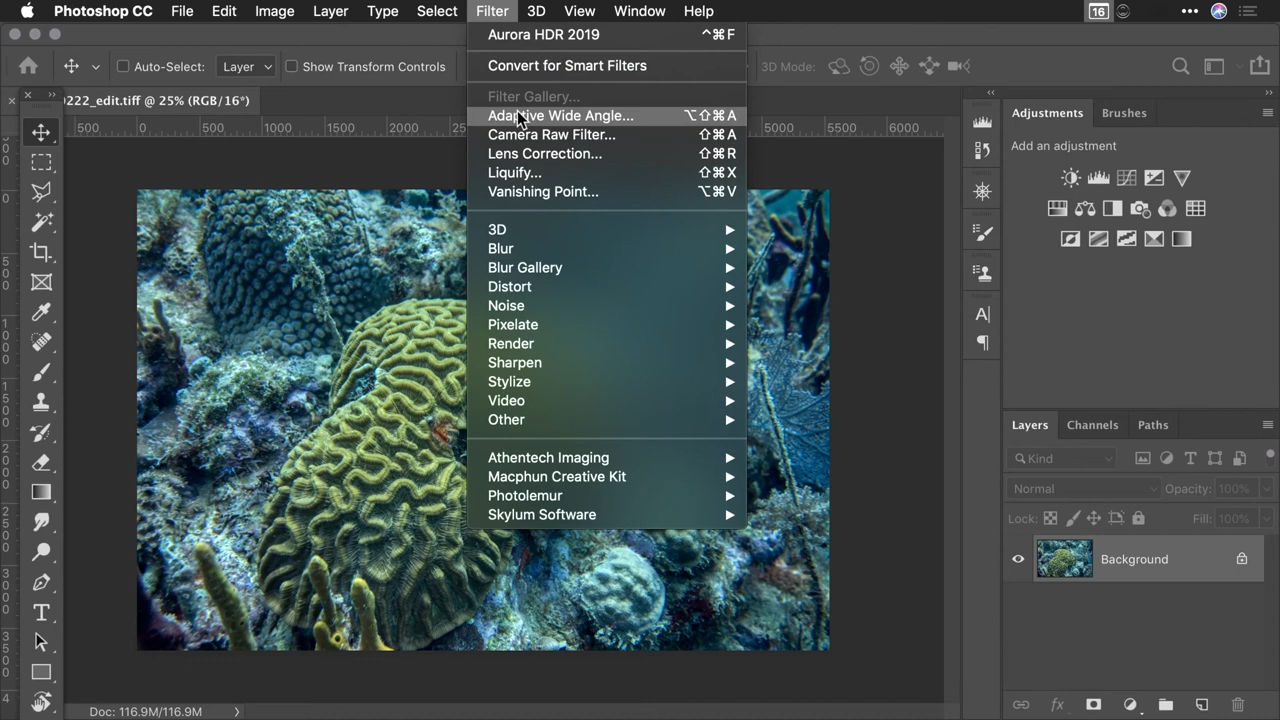 Photoshop CC File Edit Image Layer Type Select Filter 3D View Window Help 16
Auto-Select: Layer Show Transform Controls 3D Mode:
0222_edit.tiff @ 25% (RGB/16*)
500 0 500 1000 1500 2000 5000 6000
Aurora HDR 2019 ^⌘F
Convert for Smart Filters
Filter Gallery...
Adaptive Wide Angle... ⌥⇧⌘A
Camera Raw Filter... ⇧⌘A
Lens Correction... ⇧⌘R
Liquify... ⇧⌘X
Vanishing Point... ⌥⌘V
3D
Blur
Blur Gallery
Distort
Noise
Pixelate
Render
Sharpen
Stylize
Video
Other
Athentech Imaging
Macphun Creative Kit
Photolemur
Skylum Software
Adjustments Brushes
Add an adjustment
Layers Channels Paths
Kind
Normal Opacity: 100%
Lock: Fill: 100%
Background
Doc: 116.9M/116.9M